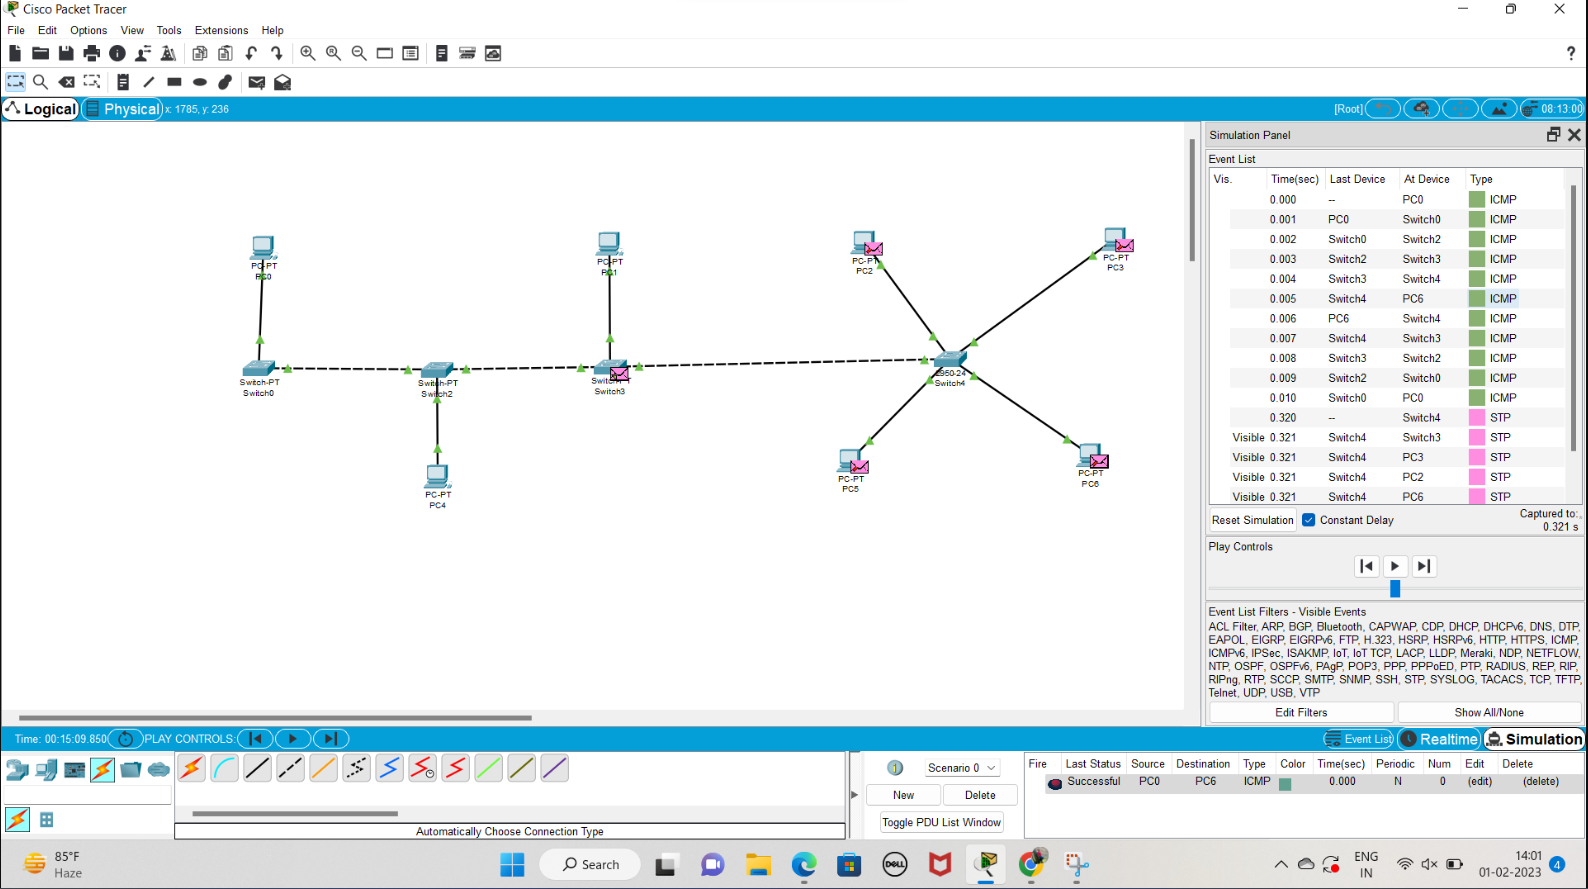 Cisco Packet Tracer
File Edit Options View Tools Extensions Help
?
Logical Physical x: 1785, y: 236
[Root] 08:13:00
PC-PT
PC0
PC-PT
PC1
PC-PT
PC2
PC-PT
PC3
Switch-PT
Switch0
Switch-PT
Switch2
Switch-PT
Switch3
2950-24
Switch4
PC-PT
PC4
PC-PT
PC5
PC-PT
PC6
Simulation Panel
Event List
Vis. Time(sec) Last Device At Device Type
0.000 -- PC0 ICMP
0.001 PC0 Switch0 ICMP
0.002 Switch0 Switch2 ICMP
0.003 Switch2 Switch3 ICMP
0.004 Switch3 Switch4 ICMP
0.005 Switch4 PC6 ICMP
0.006 PC6 Switch4 ICMP
0.007 Switch4 Switch3 ICMP
0.008 Switch3 Switch2 ICMP
0.009 Switch2 Switch0 ICMP
0.010 Switch0 PC0 ICMP
0.320 -- Switch4 STP
Visible 0.321 Switch4 Switch3 STP
Visible 0.321 Switch4 PC3 STP
Visible 0.321 Switch4 PC2 STP
Visible 0.321 Switch4 PC6 STP
Reset Simulation Constant Delay Captured to:
0.321 s
Play Controls
Event List Filters - Visible Events
ACL Filter, ARP, BGP, Bluetooth, CAPWAP, CDP, DHCP, DHCPv6, DNS, DTP,
EAPOL, EIGRP, EIGRPv6, FTP, H.323, HSRP, HSRPv6, HTTP, HTTPS, ICMP,
ICMPv6, IPSec, ISAKMP, IoT, IoT TCP, LACP, LLDP, Meraki, NDP, NETFLOW,
NTP, OSPF, OSPFv6, PAgP, POP3, PPP, PPPoED, PTP, RADIUS, REP, RIP,
RIPng, RTP, SCCP, SMTP, SNMP, SSH, STP, SYSLOG, TACACS, TCP, TFTP,
Telnet, UDP, USB, VTP
Edit Filters Show All/None
Time: 00:15:09.850 PLAY CONTROLS: Event List Realtime Simulation
Automatically Choose Connection Type
1 Scenario 0
New Delete
Toggle PDU List Window
Fire Last Status Source Destination Type Color Time(sec) Periodic Num Edit Delete
Successful PC0 PC6 ICMP 0.000 N 0 (edit) (delete)
85°F
Haze
Search
DELL
ENG
IN
14:01
01-02-2023
4